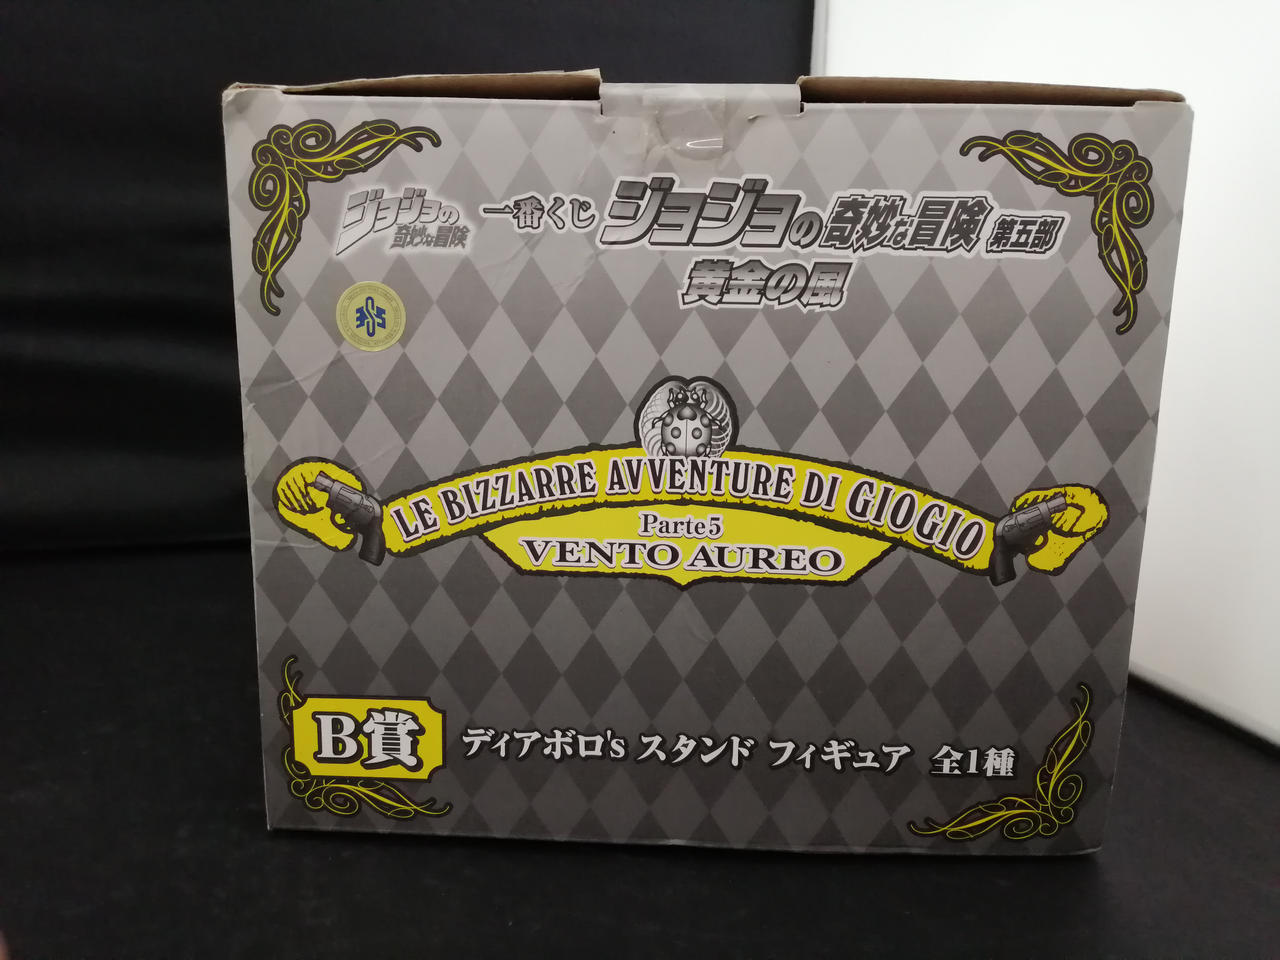 ジョジョの
奇妙な冒険
一番くじ ジョジョの奇妙な冒険 第五部
黄金の風
LE BIZZARRE AVVENTURE DI GIOGIO
Parte5
VENTO AUREO
B賞 ディアボロ's スタンド フィギュア 全1種